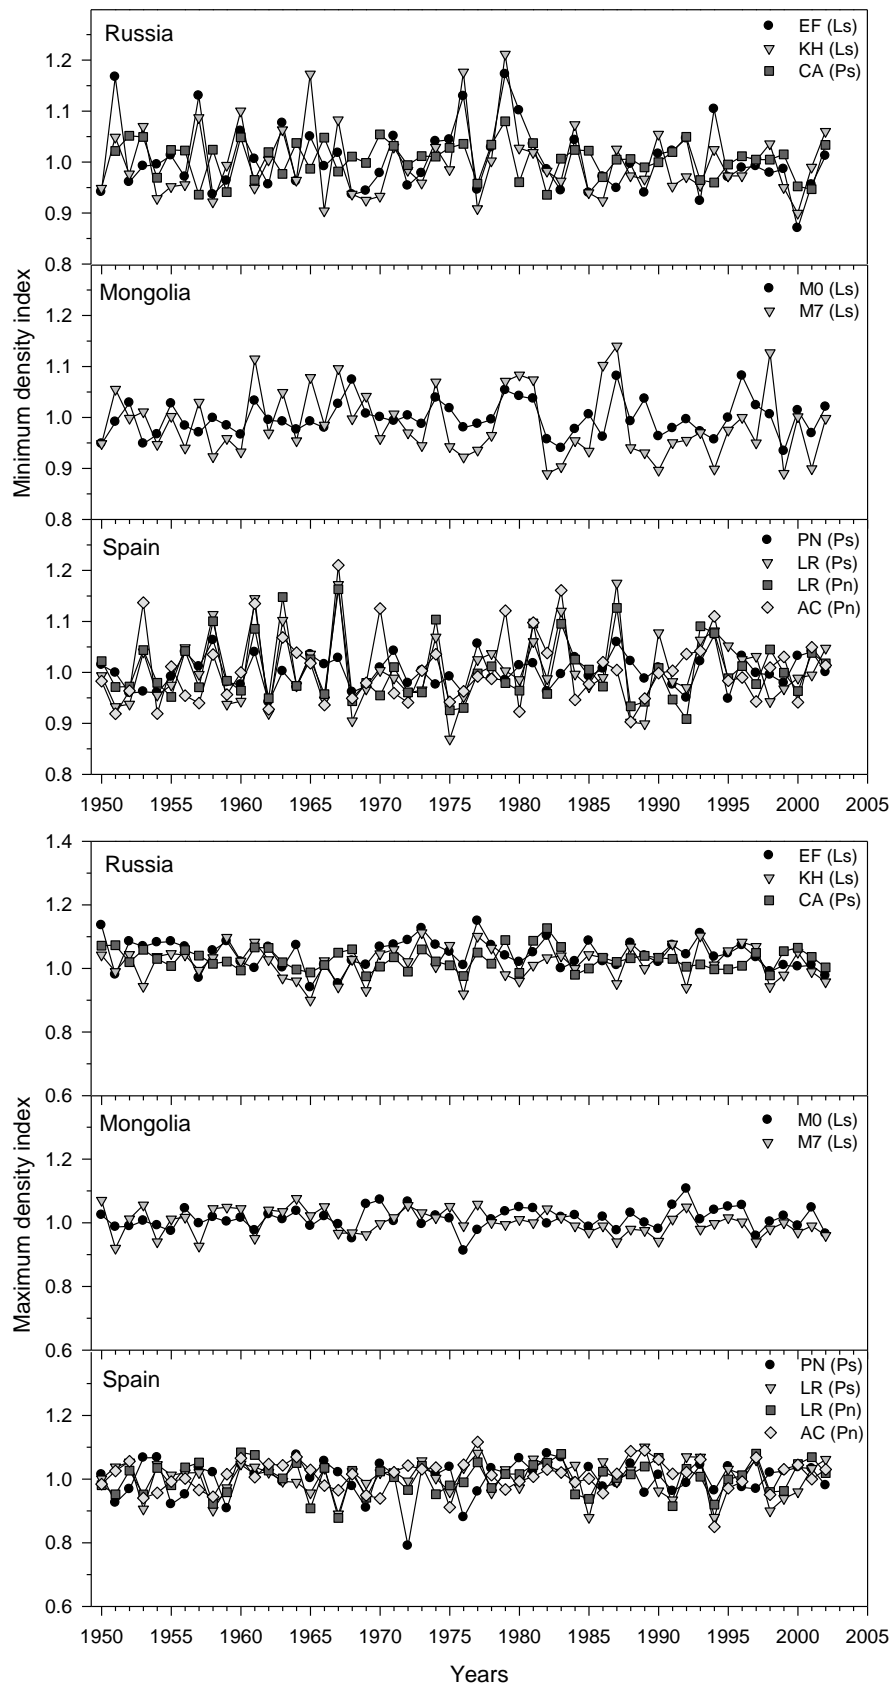 Russia
EF (Ls)
KH (Ls)
CA (Ps)
1.2
1.1
1.0
0.9
0.8
Mongolia
M0 (Ls)
M7 (Ls)
1.2
1.1
1.0
0.9
0.8
Minimum density index
Spain
PN (Ps)
LR (Ps)
LR (Pn)
AC (Pn)
1.2
1.1
1.0
0.9
0.8
1950 1955 1960 1965 1970 1975 1980 1985 1990 1995 2000 2005
1.4
Russia
EF (Ls)
KH (Ls)
CA (Ps)
1.2
1.0
0.8
0.6
Mongolia
M0 (Ls)
M7 (Ls)
1.2
1.0
0.8
0.6
Maximum density index
Spain
PN (Ps)
LR (Ps)
LR (Pn)
AC (Pn)
1.2
1.0
0.8
0.6
1950 1955 1960 1965 1970 1975 1980 1985 1990 1995 2000 2005
Years